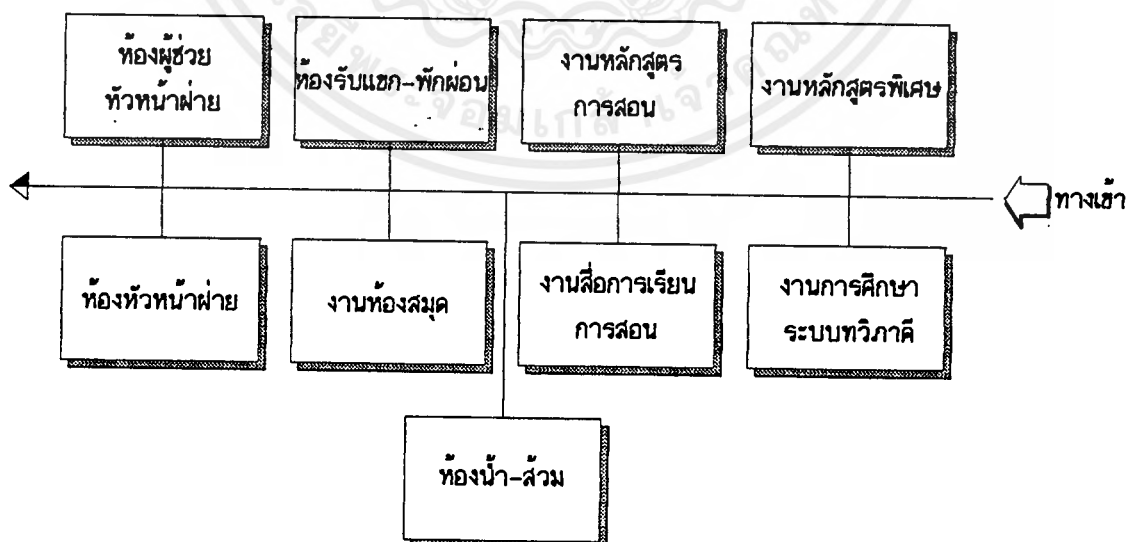 ห้องผู้ช่วย
หัวหน้าฝ่าย
ห้องรับแขก-พักผ่อน
งานหลักสูตร
การสอน
งานหลักสูตรพิเศษ
ทางเข้า
ห้องหัวหน้าฝ่าย
งานห้องสมุด
งานสื่อการเรียน
การสอน
งานการศึกษา
ระบบทวิภาคี
ห้องน้ำ-ส้วม